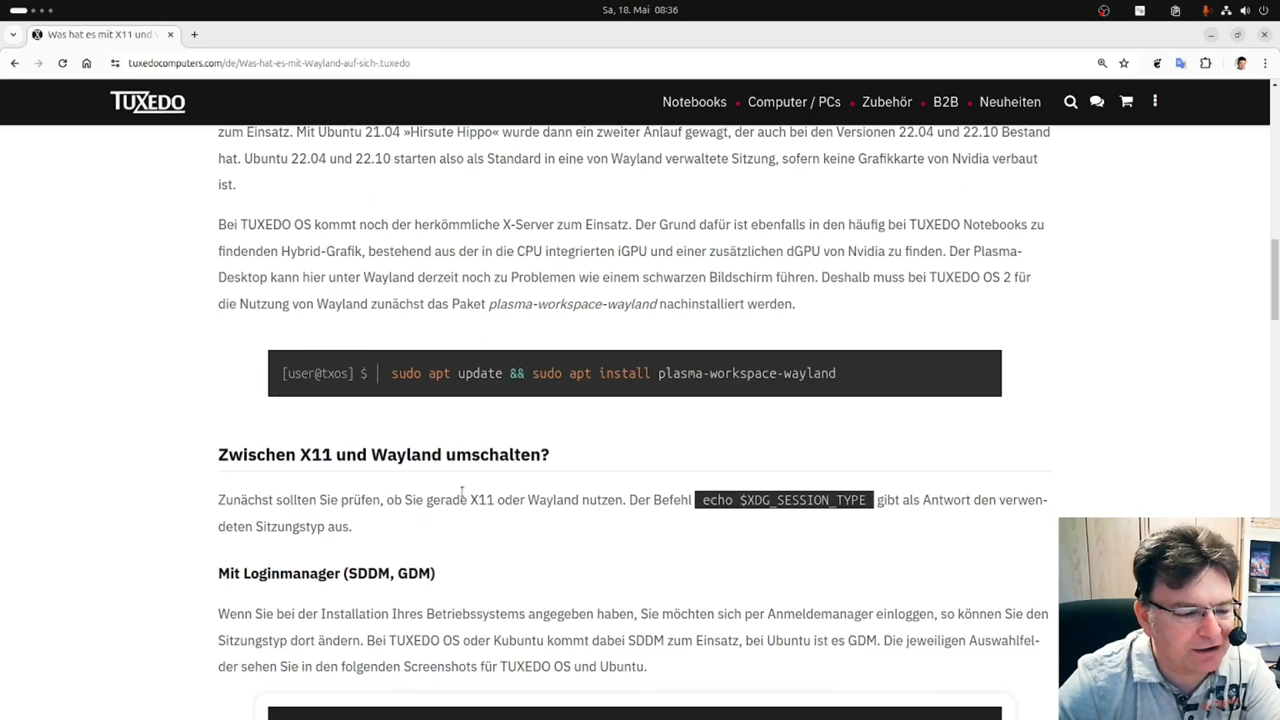 Sa, 18. Mai 08:36
Was hat es mit X11 und
tuxedocomputers.com/de/Was-hat-es-mit-Wayland-auf-sich-.tuxedo
TUXEDO
Notebooks • Computer / PCs • Zubehör • B2B • Neuheiten
zum Einsatz. Mit Ubuntu 21.04 »Hirsute Hippo« wurde dann ein zweiter Anlauf gewagt, der auch bei den Versionen 22.04 und 22.10 Bestand
hat. Ubuntu 22.04 und 22.10 starten also als Standard in eine von Wayland verwaltete Sitzung, sofern keine Grafikkarte von Nvidia verbaut
ist.
Bei TUXEDO OS kommt noch der herkömmliche X-Server zum Einsatz. Der Grund dafür ist ebenfalls in den häufig bei TUXEDO Notebooks zu
findenden Hybrid-Grafik, bestehend aus der in die CPU integrierten iGPU und einer zusätzlichen dGPU von Nvidia zu finden. Der Plasma-
Desktop kann hier unter Wayland derzeit noch zu Problemen wie einem schwarzen Bildschirm führen. Deshalb muss bei TUXEDO OS 2 für
die Nutzung von Wayland zunächst das Paket plasma-workspace-wayland nachinstalliert werden.
[user@txos] $ sudo apt update && sudo apt install plasma-workspace-wayland
Zwischen X11 und Wayland umschalten?
Zunächst sollten Sie prüfen, ob Sie gerade X11 oder Wayland nutzen. Der Befehl echo $XDG_SESSION_TYPE gibt als Antwort den verwen-
deten Sitzungstyp aus.
Mit Loginmanager (SDDM, GDM)
Wenn Sie bei der Installation Ihres Betriebssystems angegeben haben, Sie möchten sich per Anmeldemanager einloggen, so können Sie den
Sitzungstyp dort ändern. Bei TUXEDO OS oder Kubuntu kommt dabei SDDM zum Einsatz, bei Ubuntu ist es GDM. Die jeweiligen Auswahlfel-
der sehen Sie in den folgenden Screenshots für TUXEDO OS und Ubuntu.